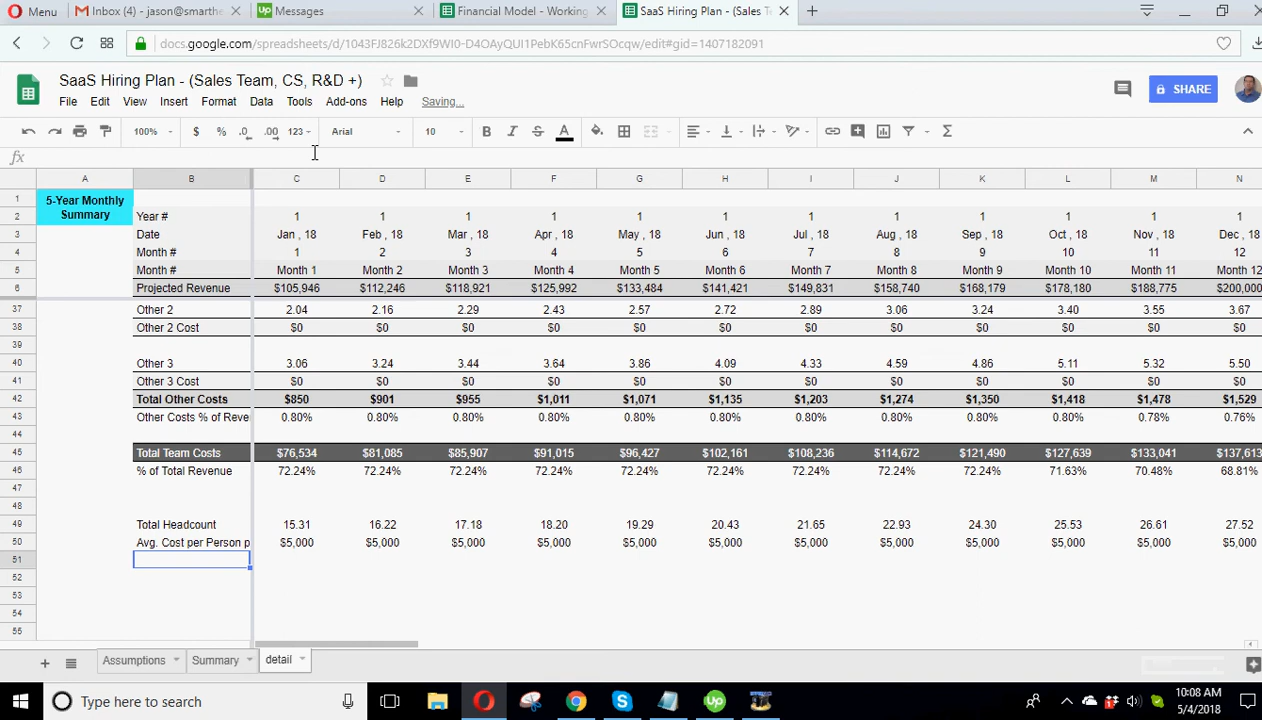 Menu
Inbox (4) - jason@smarthe
Messages
Financial Model - Working
SaaS Hiring Plan - (Sales Te
docs.google.com/spreadsheets/d/1043FJ826k2DXf9WI0-D4OAyQUI1PebK65cnFwrSOcqw/edit#gid=1407182091
SaaS Hiring Plan - (Sales Team, CS, R&D +)
File Edit View Insert Format Data Tools Add-ons Help Saving...
SHARE
100% $ % .0 .00 123 Arial 10 B I S A Σ
fx
A B C D E F G H I J K L M N
1 5-Year Monthly Summary
2 Year # 1 1 1 1 1 1 1 1 1 1 1 1
3 Date Jan , 18 Feb , 18 Mar , 18 Apr , 18 May , 18 Jun , 18 Jul , 18 Aug , 18 Sep , 18 Oct , 18 Nov , 18 Dec , 18
4 Month # 1 2 3 4 5 6 7 8 9 10 11 12
5 Month # Month 1 Month 2 Month 3 Month 4 Month 5 Month 6 Month 7 Month 8 Month 9 Month 10 Month 11 Month 12
6 Projected Revenue $105,946 $112,246 $118,921 $125,992 $133,484 $141,421 $149,831 $158,740 $168,179 $178,180 $188,775 $200,000
37 Other 2 2.04 2.16 2.29 2.43 2.57 2.72 2.89 3.06 3.24 3.40 3.55 3.67
38 Other 2 Cost $0 $0 $0 $0 $0 $0 $0 $0 $0 $0 $0 $0
39
40 Other 3 3.06 3.24 3.44 3.64 3.86 4.09 4.33 4.59 4.86 5.11 5.32 5.50
41 Other 3 Cost $0 $0 $0 $0 $0 $0 $0 $0 $0 $0 $0 $0
42 Total Other Costs $850 $901 $955 $1,011 $1,071 $1,135 $1,203 $1,274 $1,350 $1,418 $1,478 $1,529
43 Other Costs % of Reve 0.80% 0.80% 0.80% 0.80% 0.80% 0.80% 0.80% 0.80% 0.80% 0.80% 0.78% 0.76%
44
45 Total Team Costs $76,534 $81,085 $85,907 $91,015 $96,427 $102,161 $108,236 $114,672 $121,490 $127,639 $133,041 $137,613
46 % of Total Revenue 72.24% 72.24% 72.24% 72.24% 72.24% 72.24% 72.24% 72.24% 72.24% 71.63% 70.48% 68.81%
47
48
49 Total Headcount 15.31 16.22 17.18 18.20 19.29 20.43 21.65 22.93 24.30 25.53 26.61 27.52
50 Avg. Cost per Person p $5,000 $5,000 $5,000 $5,000 $5,000 $5,000 $5,000 $5,000 $5,000 $5,000 $5,000 $5,000
51
52
53
54
55
Assumptions Summary detail
Type here to search
10:08 AM
5/4/2018